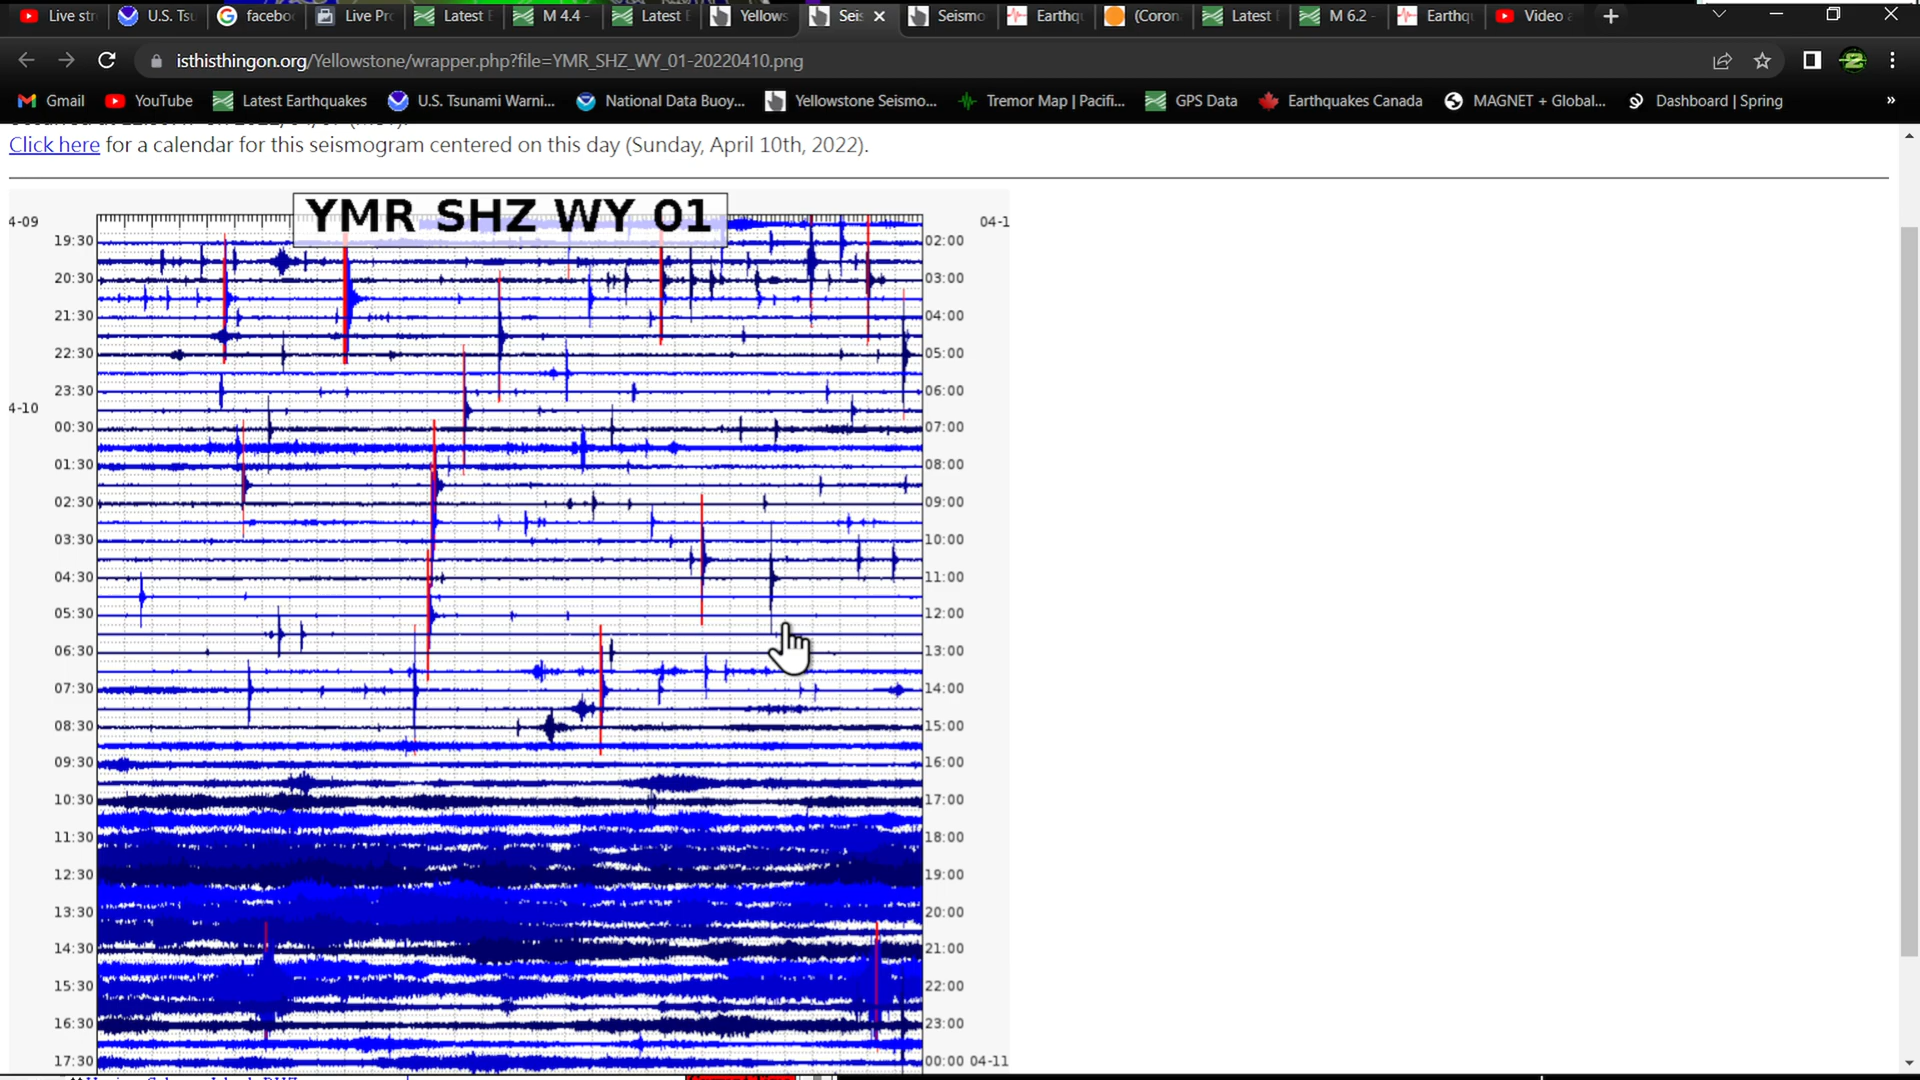 Live str
U.S. Tsu
facebo
Live Pr
Latest E
M 4.4 -
Latest E
Yellows
Seis
Seismo
Earthqu
(Coron
Latest E
M 6.2 -
Earthqu
Video a
isthisthingon.org/Yellowstone/wrapper.php?file=YMR_SHZ_WY_01-20220410.png
Gmail
YouTube
Latest Earthquakes
U.S. Tsunami Warni...
National Data Buoy...
Yellowstone Seismo...
Tremor Map | Pacifi...
GPS Data
Earthquakes Canada
MAGNET + Global...
Dashboard | Spring
»
Click here for a calendar for this seismogram centered on this day (Sunday, April 10th, 2022).
YMR SHZ WY 01
4-09
04-1
19:30 02:00
20:30 03:00
21:30 04:00
22:30 05:00
23:30 06:00
4-10
00:30 07:00
01:30 08:00
02:30 09:00
03:30 10:00
04:30 11:00
05:30 12:00
06:30 13:00
07:30 14:00
08:30 15:00
09:30 16:00
10:30 17:00
11:30 18:00
12:30 19:00
13:30 20:00
14:30 21:00
15:30 22:00
16:30 23:00
17:30 00:00 04-11